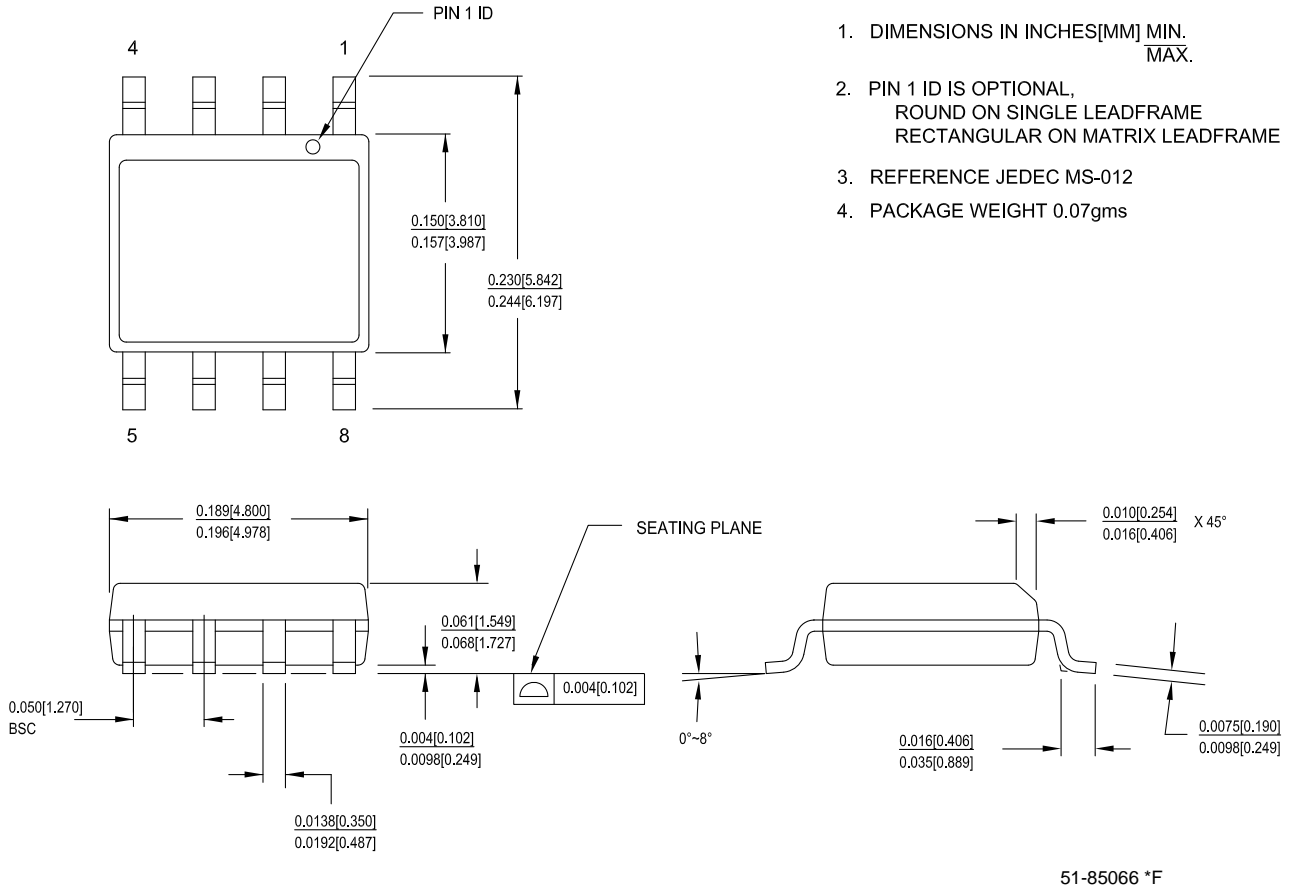 PIN 1 ID
4 1
1. DIMENSIONS IN INCHES[MM] MIN.
MAX.
2. PIN 1 ID IS OPTIONAL,
ROUND ON SINGLE LEADFRAME
RECTANGULAR ON MATRIX LEADFRAME
3. REFERENCE JEDEC MS-012
4. PACKAGE WEIGHT 0.07gms
0.150[3.810]
0.157[3.987]
0.230[5.842]
0.244[6.197]
5 8
0.189[4.800]
0.196[4.978]
SEATING PLANE
0.010[0.254]
0.016[0.406]
X 45°
0.061[1.549]
0.068[1.727]
0.004[0.102]
0.050[1.270]
BSC
0.004[0.102]
0.0098[0.249]
0°~8°
0.016[0.406]
0.035[0.889]
0.0075[0.190]
0.0098[0.249]
0.0138[0.350]
0.0192[0.487]
51-85066 *F